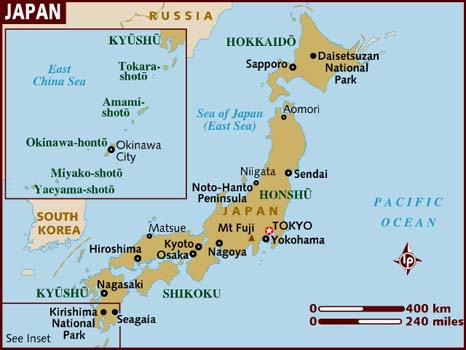 JAPAN
RUSSIA
KYŪSHŪ
Tokara-
shotō
East
China Sea
Amami-
shotō
Okinawa-hontō
Okinawa
City
Miyako-shotō
Yaeyama-shotō
HOKKAIDŌ
Sapporo
Daisetsuzan
National
Park
Sea of Japan
(East Sea)
Aomori
Niigata
Sendai
Noto-Hanto
Peninsula
HONSHŪ
JAPAN
PACIFIC
OCEAN
SOUTH
KOREA
Matsue
Mt Fuji
TOKYO
Yokohama
Kyoto
Osaka
Nagoya
Hiroshima
KYŪSHŪ
SHIKOKU
Nagasaki
Kirishima
National
Park
Seagaia
See Inset
lp
0 400 km
0 240 miles